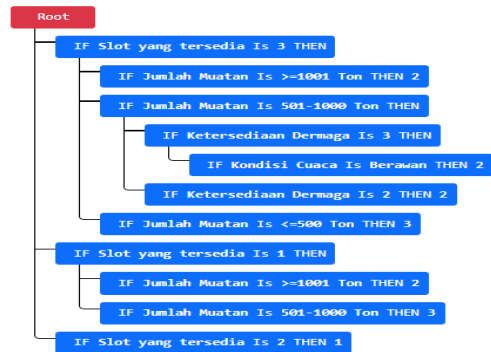 Root
IF Slot yang tersedia Is 3 THEN
IF Jumlah Muatan Is >=1001 Ton THEN 2
IF Jumlah Muatan Is 501-1000 Ton THEN
IF Ketersediaan Dermaga Is 3 THEN
IF Kondisi Cuaca Is Berawan THEN 2
IF Ketersediaan Dermaga Is 2 THEN 2
IF Jumlah Muatan Is <=500 Ton THEN 3
IF Slot yang tersedia Is 1 THEN
IF Jumlah Muatan Is >=1001 Ton THEN 2
IF Jumlah Muatan Is 501-1000 Ton THEN 3
IF Slot yang tersedia Is 2 THEN 1